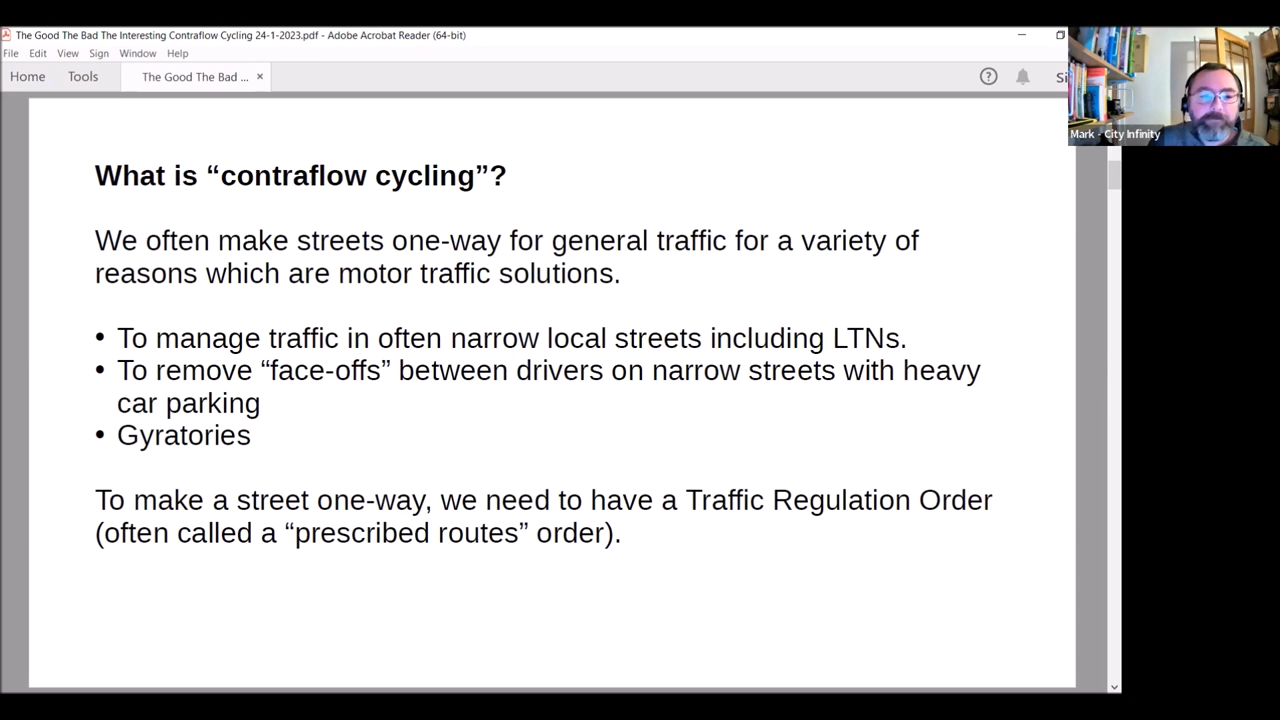 The Good The Bad The Interesting Contraflow Cycling 24-1-2023.pdf - Adobe Acrobat Reader (64-bit)
File Edit View Sign Window Help
Home Tools The Good The Bad ... × ? Si
Mark - City Infinity
What is “contraflow cycling”?
We often make streets one-way for general traffic for a variety of
reasons which are motor traffic solutions.
• To manage traffic in often narrow local streets including LTNs.
• To remove “face-offs” between drivers on narrow streets with heavy
car parking
• Gyratories
To make a street one-way, we need to have a Traffic Regulation Order
(often called a “prescribed routes” order).